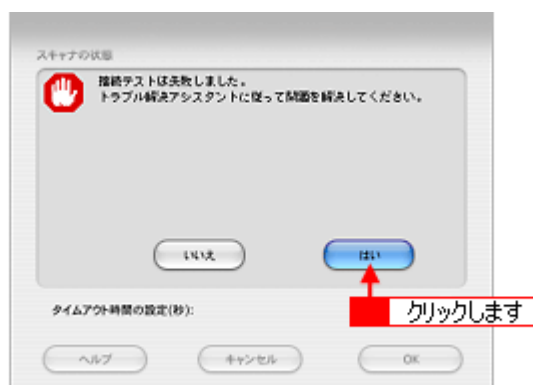 スキャナの状態
接続テストは失敗しました。
トラブル解決アシスタントに従って問題を解決してください。
いいえ
はい
クリックします
タイムアウト時間の設定(秒):
ヘルプ
キャンセル
OK